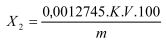 X₂ = 0,0012745.K.V.100
m